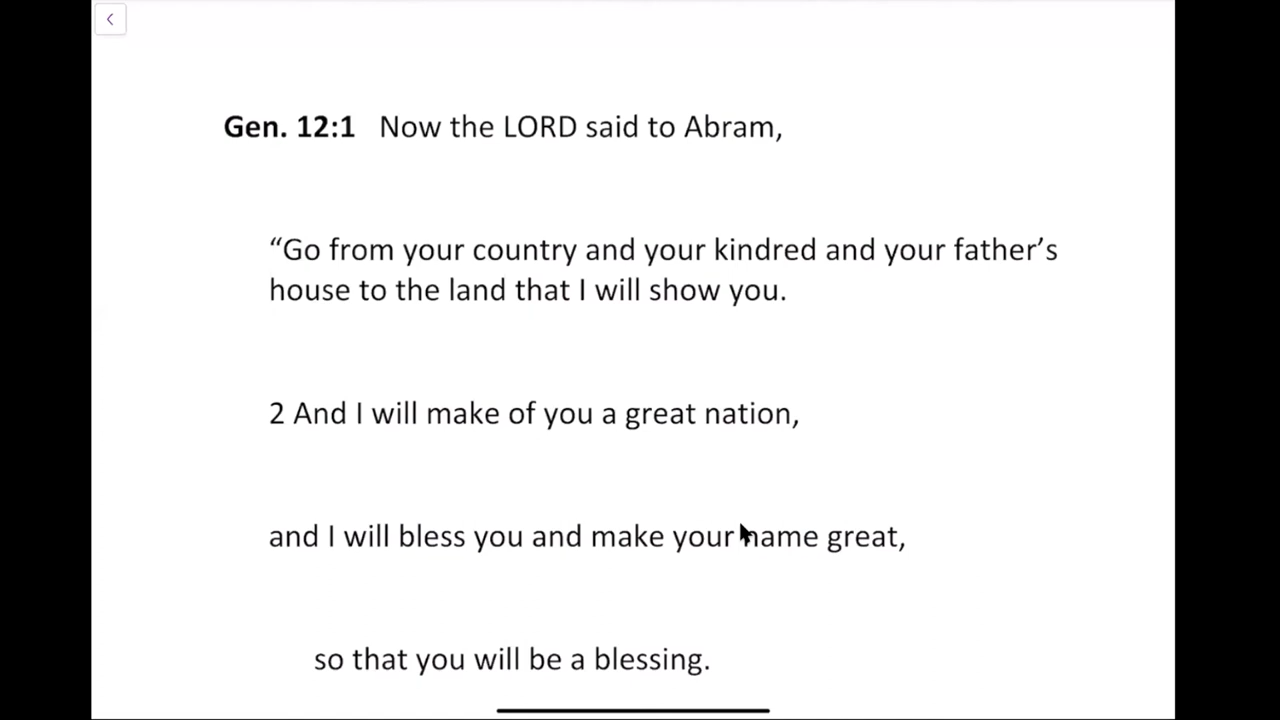 Gen. 12:1 Now the LORD said to Abram,
“Go from your country and your kindred and your father’s
house to the land that I will show you.
2 And I will make of you a great nation,
and I will bless you and make your name great,
so that you will be a blessing.